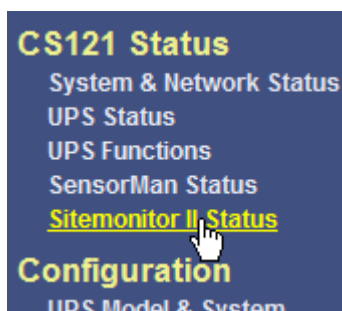 CS121 Status
System & Network Status
UPS Status
UPS Functions
SensorMan Status
Sitemonitor II Status
Configuration
UPS Model & System